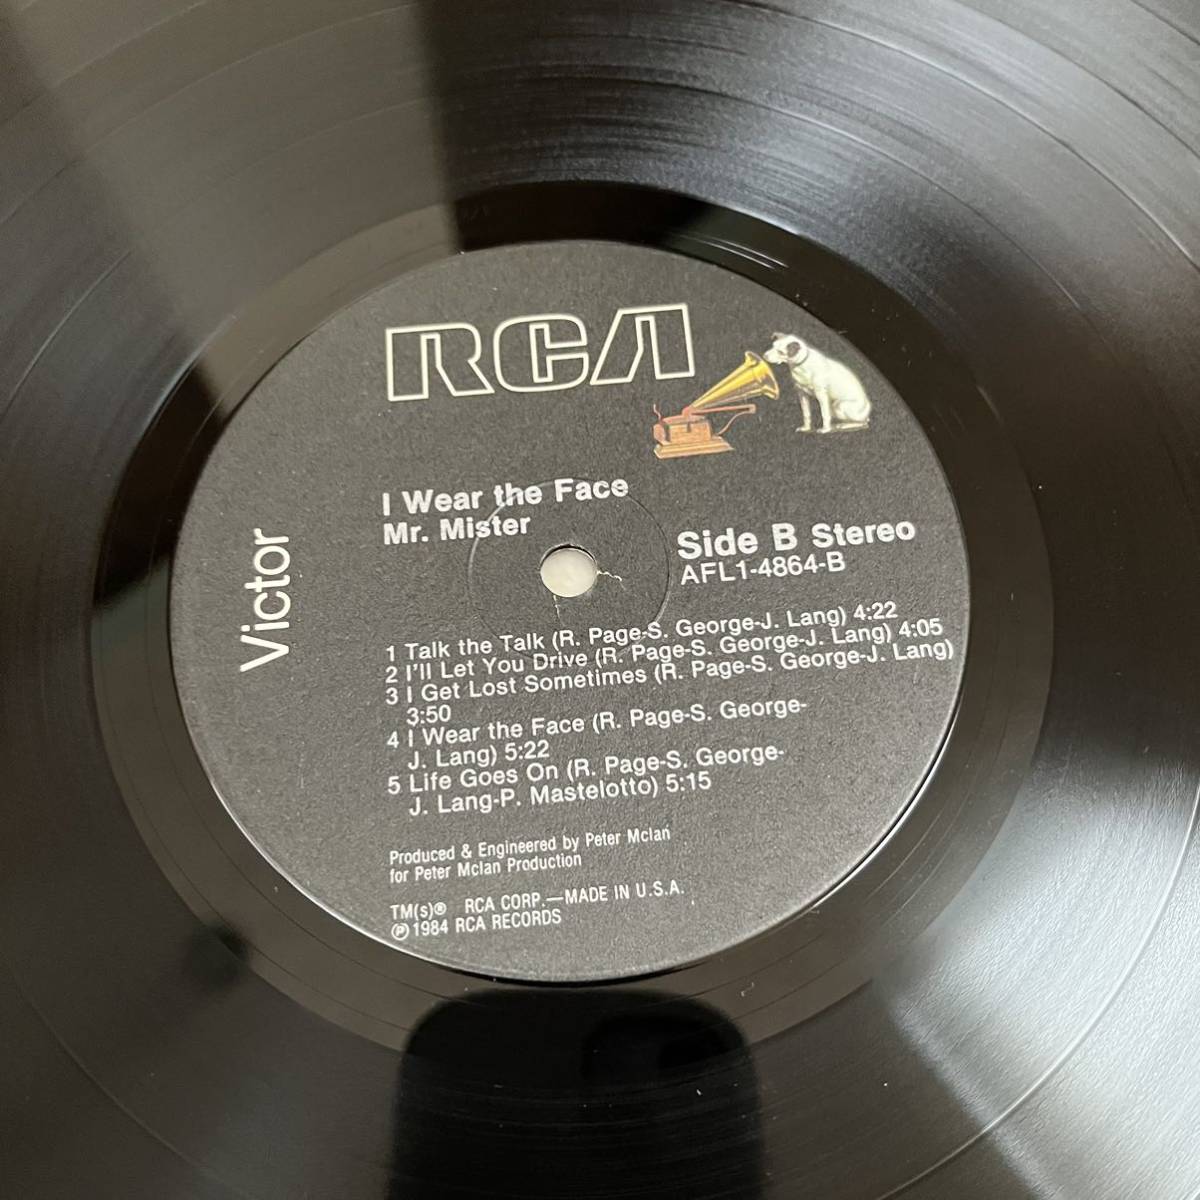 RCA
Victor
I Wear the Face
Mr. Mister
Side B Stereo
AFL1-4864-B
1 Talk the Talk (R. Page-S. George-J. Lang) 4:22
2 I'll Let You Drive (R. Page-S. George-J. Lang) 4:05
3 I Get Lost Sometimes (R. Page-S. George-J. Lang)
3:50
4 I Wear the Face (R. Page-S. George-
J. Lang) 5:22
5 Life Goes On (R. Page-S. George-
J. Lang-P. Mastelotto) 5:15
Produced & Engineered by Peter McIan
for Peter McIan Production
TM(s)® RCA CORP.—MADE IN U.S.A.
℗ 1984 RCA RECORDS